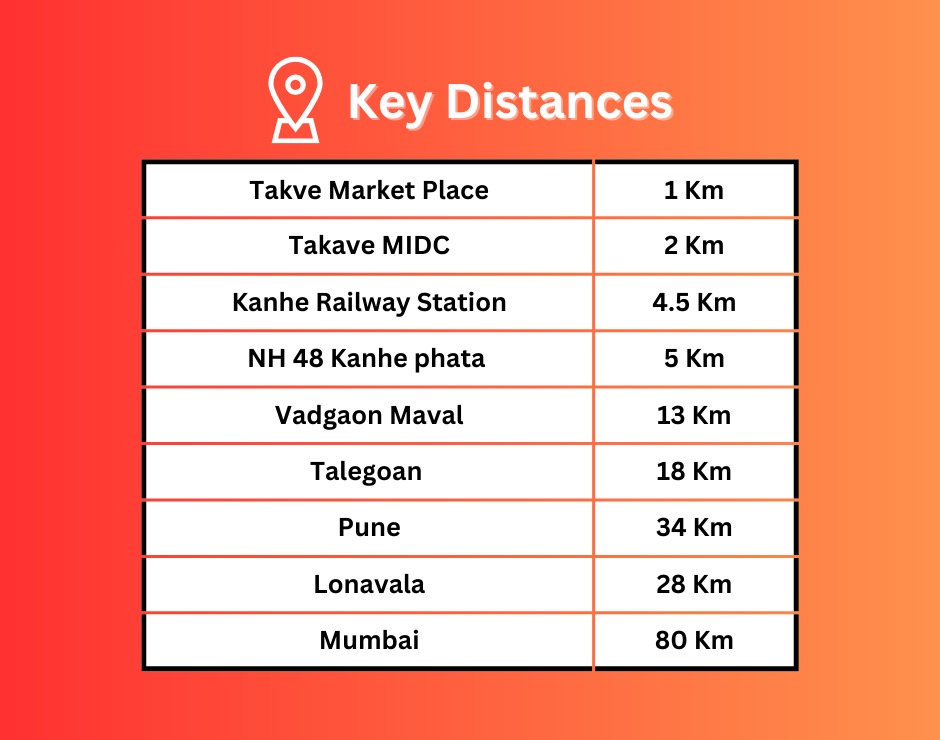 Key Distances
Takve Market Place 1 Km
Takave MIDC 2 Km
Kanhe Railway Station 4.5 Km
NH 48 Kanhe phata 5 Km
Vadgaon Maval 13 Km
Talegoan 18 Km
Pune 34 Km
Lonavala 28 Km
Mumbai 80 Km